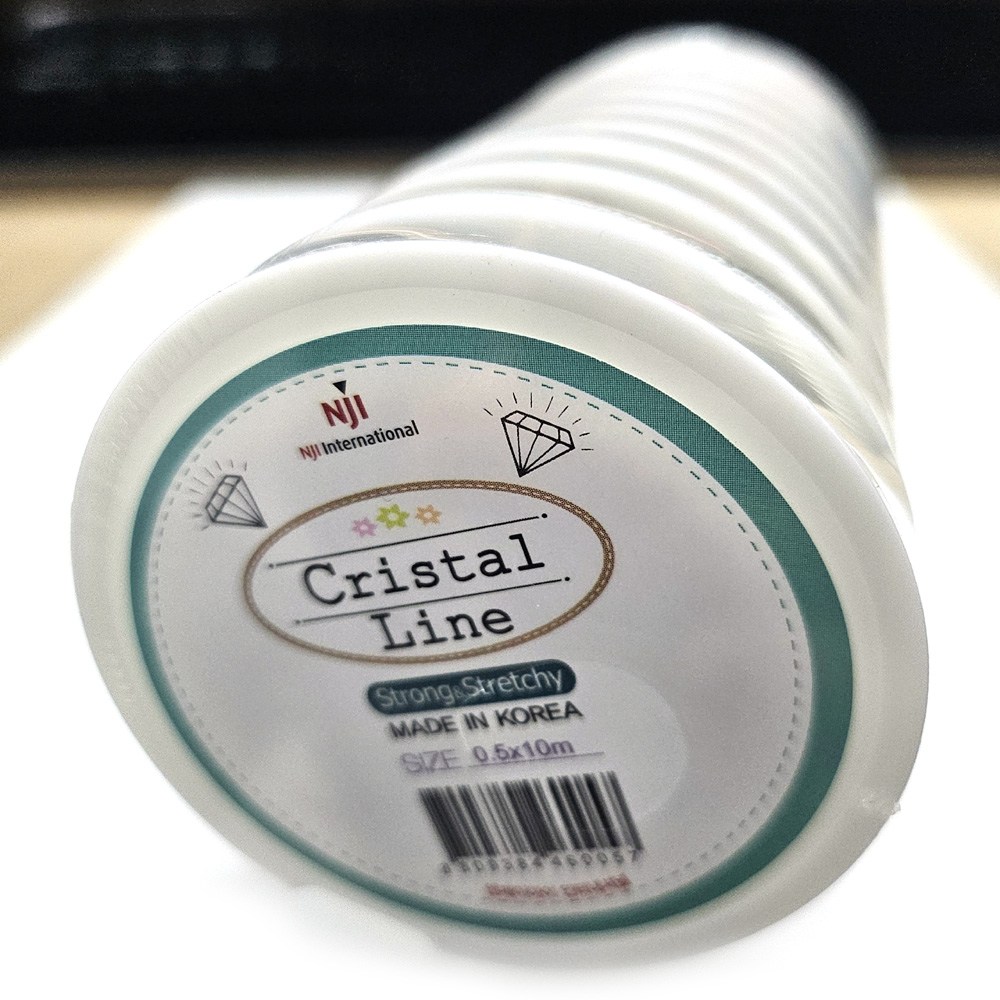 NJI
NJI International
Cristal
Line
Strong&Stretchy
MADE IN KOREA
SIZE 0.5x10m